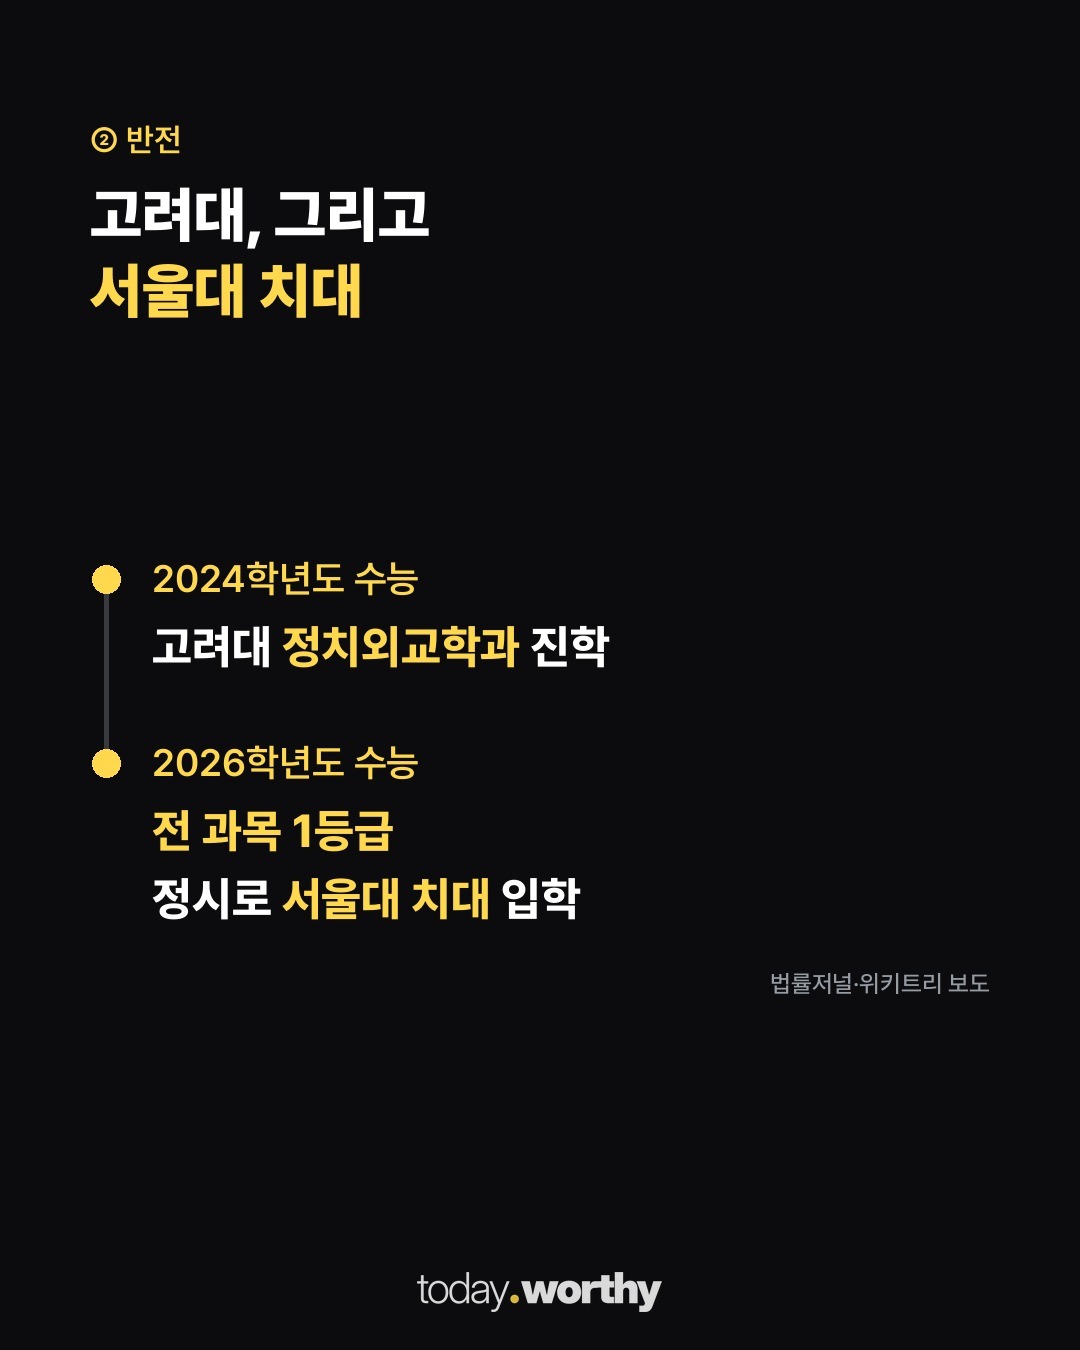 ② 반전
고려대, 그리고
서울대 치대
2024학년도 수능
고려대 정치외교학과 진학
2026학년도 수능
전 과목 1등급
정시로 서울대 치대 입학
법률저널·위키트리 보도
today.worthy